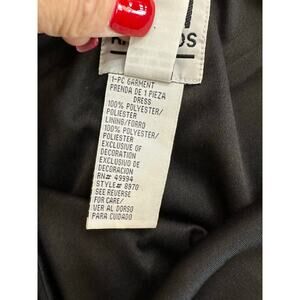 1-PC GARMENT
PRENDA DE 1 PIEZA
DRESS
100% POLYESTER/
POLIESTER
LINING/FORRO
100% POLYESTER/
POLIESTER
EXCLUSIVE OF
DECORATION
EXCLUSIVO DE
DECORACION
RN# 49994
STYLE# 8970
SEE REVERSE
FOR CARE/
VER AL DORSO
PARA CUIDADO